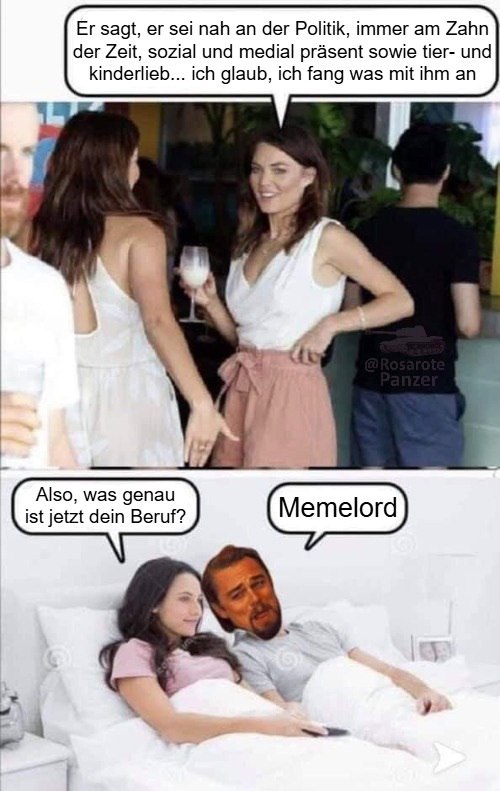 Er sagt, er sei nah an der Politik, immer am Zahn
der Zeit, sozial und medial präsent sowie tier- und
kinderlieb... ich glaub, ich fang was mit ihm an
@Rosarote
Panzer
Also, was genau
ist jetzt dein Beruf?
Memelord